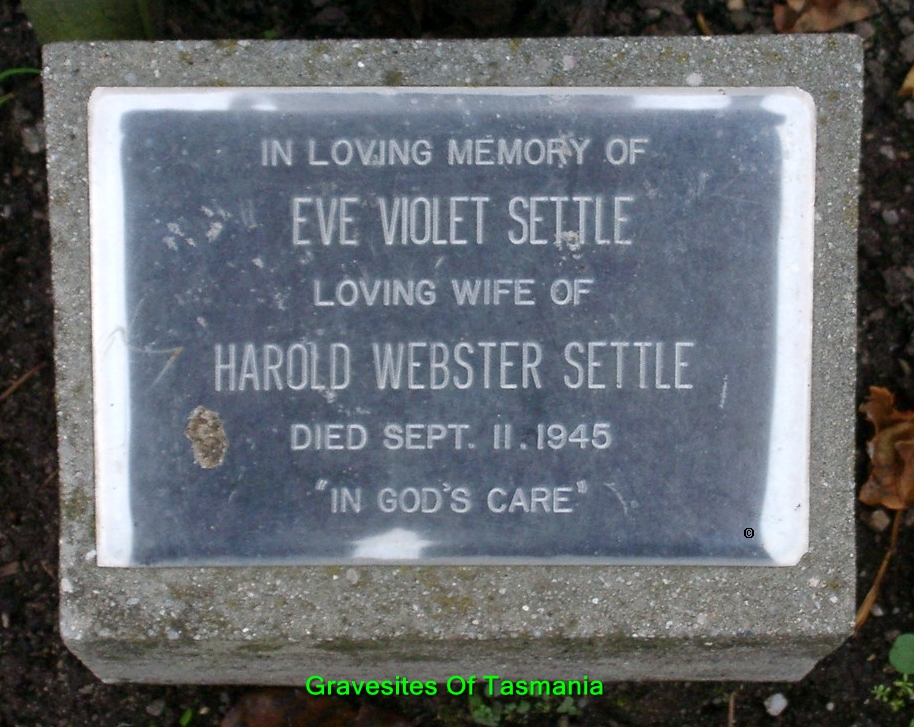 IN LOVING MEMORY OF
EVE VIOLET SETTLE
LOVING WIFE OF
HAROLD WEBSTER SETTLE
DIED SEPT. 11. 1945
"IN GOD'S CARE"
©
Gravesites Of Tasmania